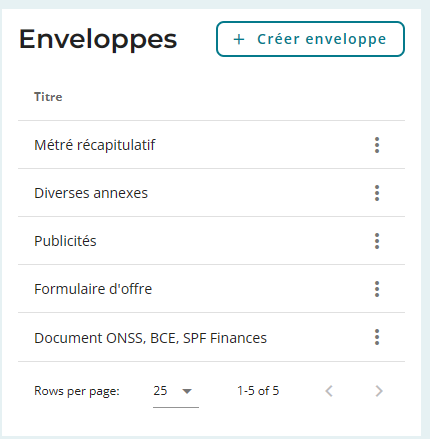 Enveloppes
+ Créer enveloppe
Titre
Métré récapitulatif
Diverses annexes
Publicités
Formulaire d'offre
Document ONSS, BCE, SPF Finances
Rows per page: 25 1-5 of 5